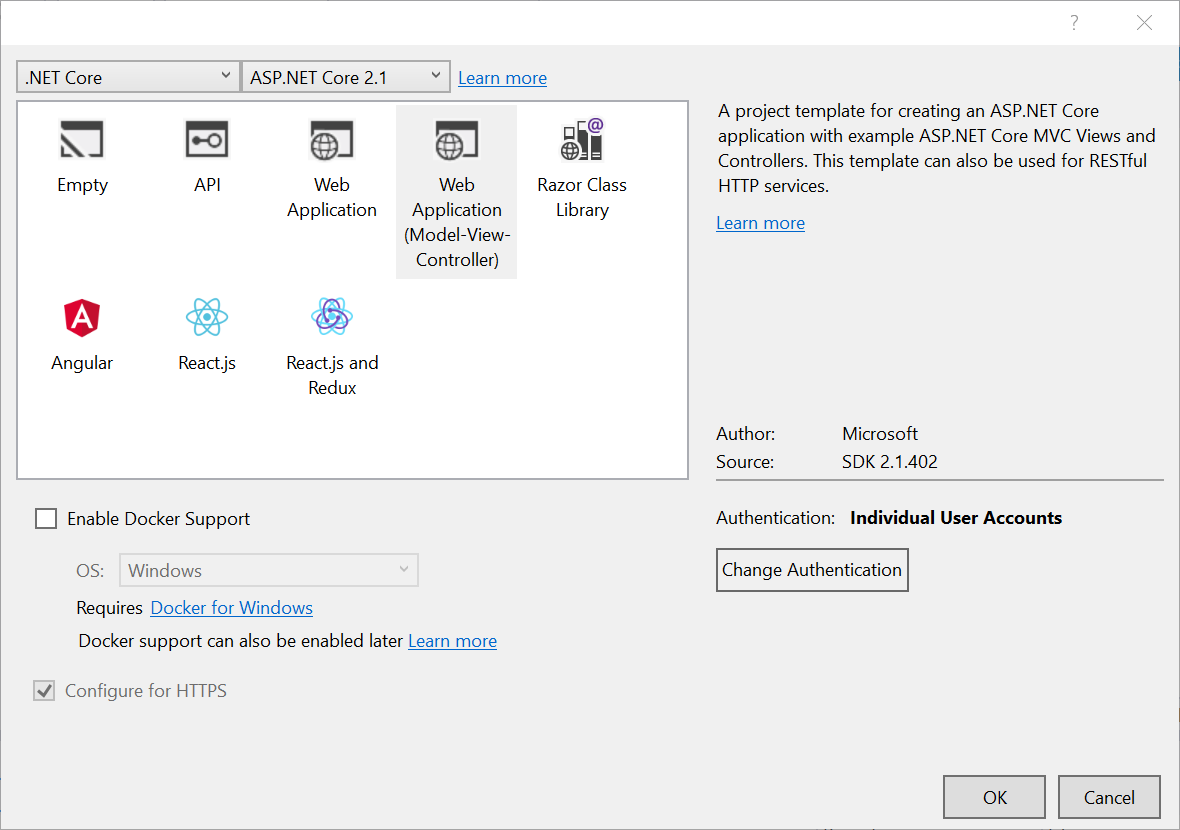 ?
.NET Core
ASP.NET Core 2.1
Learn more
Empty
API
Web
Application
Web
Application
(Model-View-
Controller)
@
Razor Class
Library
A
Angular
React.js
React.js and
Redux
A project template for creating an ASP.NET Core
application with example ASP.NET Core MVC Views and
Controllers. This template can also be used for RESTful
HTTP services.
Learn more
Author: Microsoft
Source: SDK 2.1.402
Authentication: Individual User Accounts
Change Authentication
Enable Docker Support
OS: Windows
Requires Docker for Windows
Docker support can also be enabled later Learn more
Configure for HTTPS
OK
Cancel